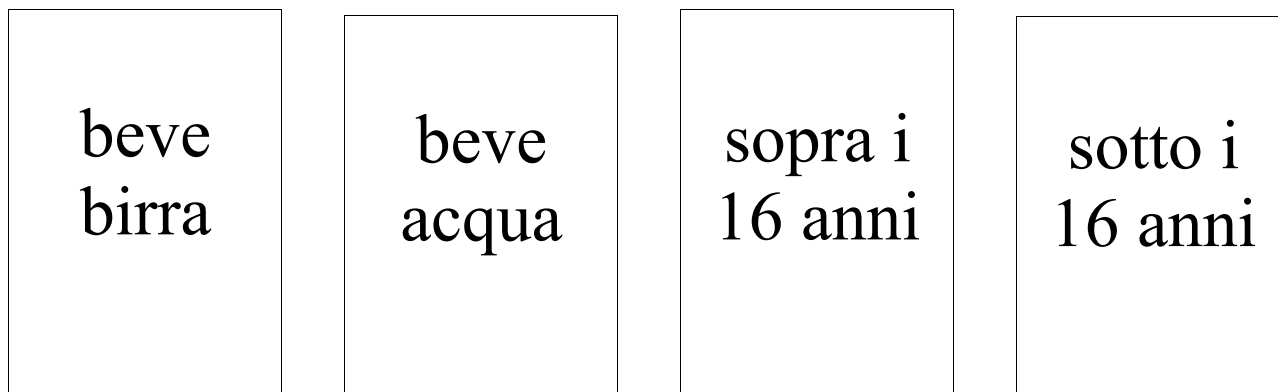 beve
birra
beve
acqua
sopra i
16 anni
sotto i
16 anni